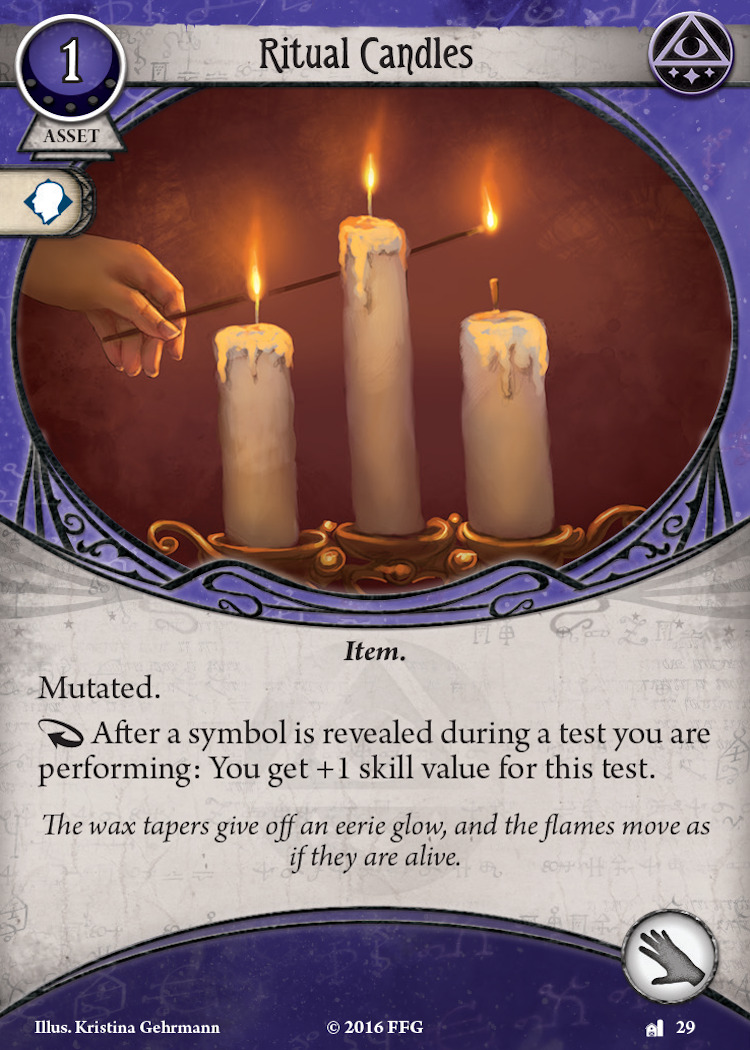 1
Ritual Candles
ASSET
Item.
Mutated.
After a symbol is revealed during a test you are
performing: You get +1 skill value for this test.
The wax tapers give off an eerie glow, and the flames move as
if they are alive.
Illus. Kristina Gehrmann
© 2016 FFG
29